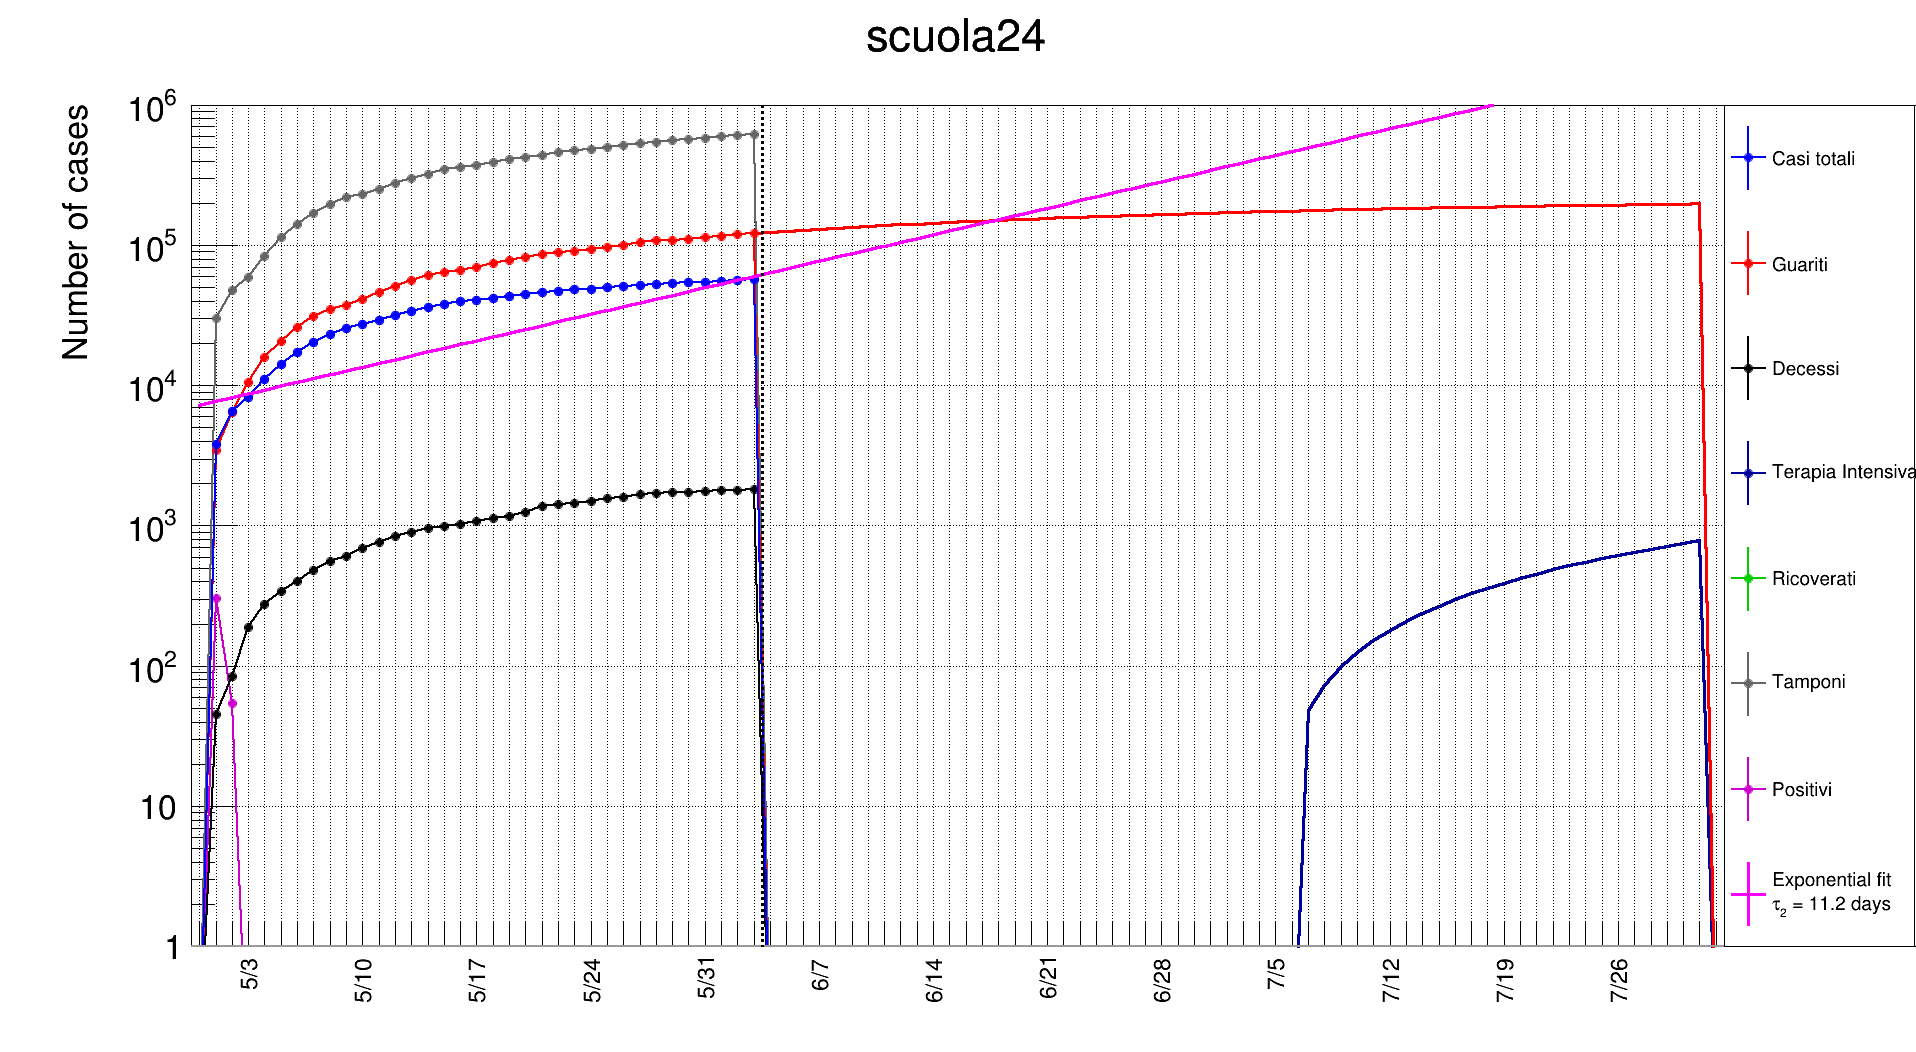 scuola24
Number of cases
10^6
10^5
10^4
10^3
10^2
10
1
5/3
5/10
5/17
5/24
5/31
6/7
6/14
6/21
6/28
7/5
7/12
7/19
7/26
Casi totali
Guariti
Decessi
Terapia Intensiva
Ricoverati
Tamponi
Positivi
Exponential fit
τ₂ = 11.2 days